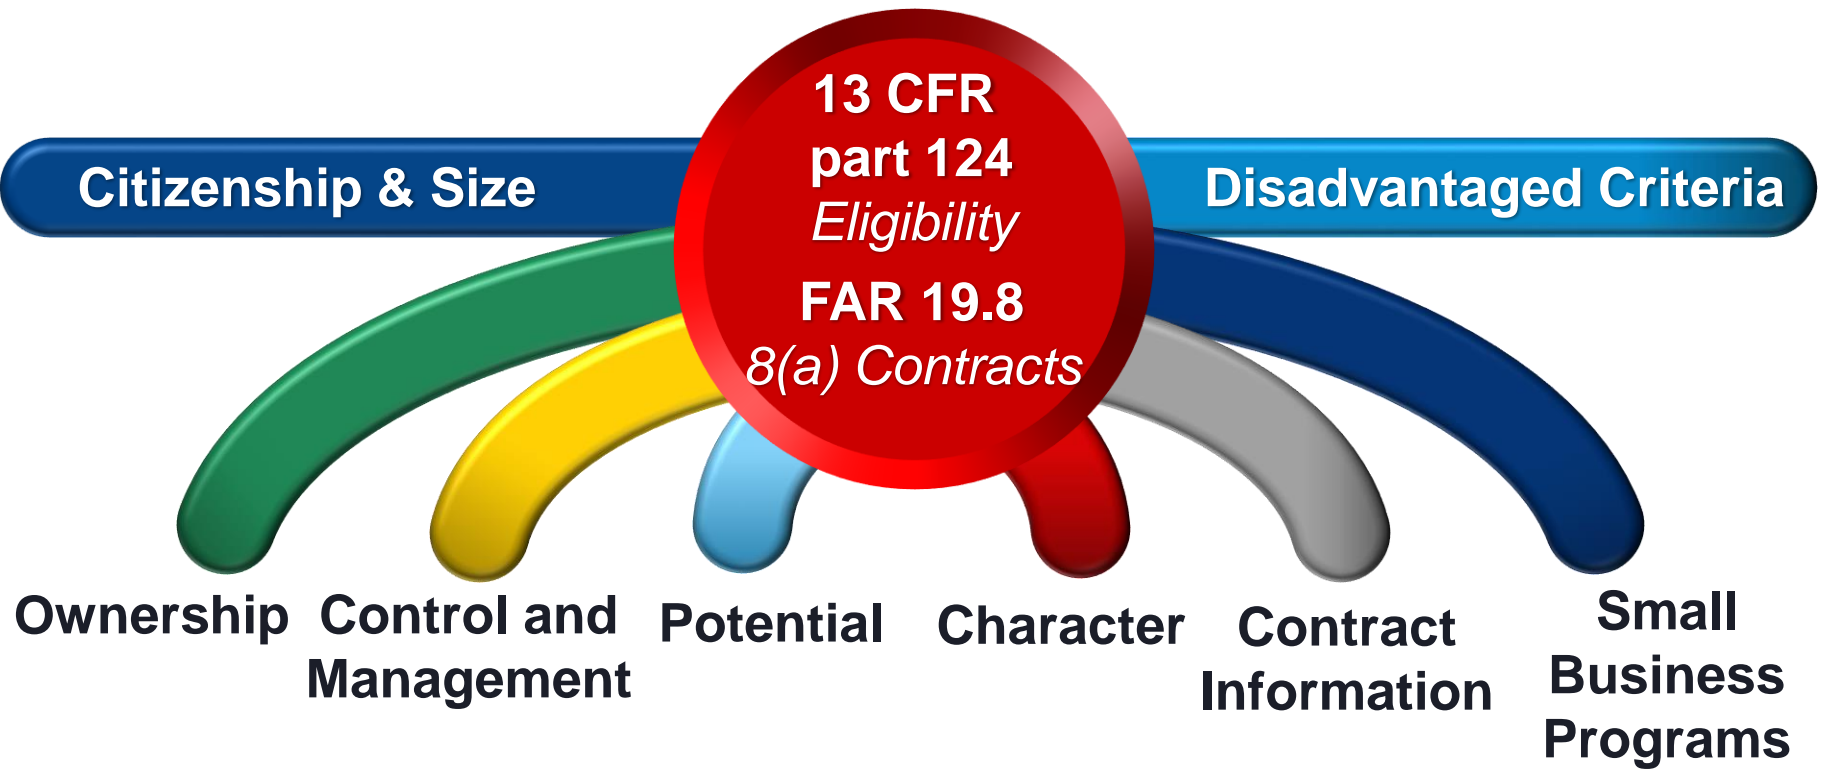 13 CFR
part 124
Eligibility
FAR 19.8
8(a) Contracts
Citizenship & Size
Disadvantaged Criteria
Ownership
Control and
Management
Potential
Character
Contract
Information
Small
Business
Programs